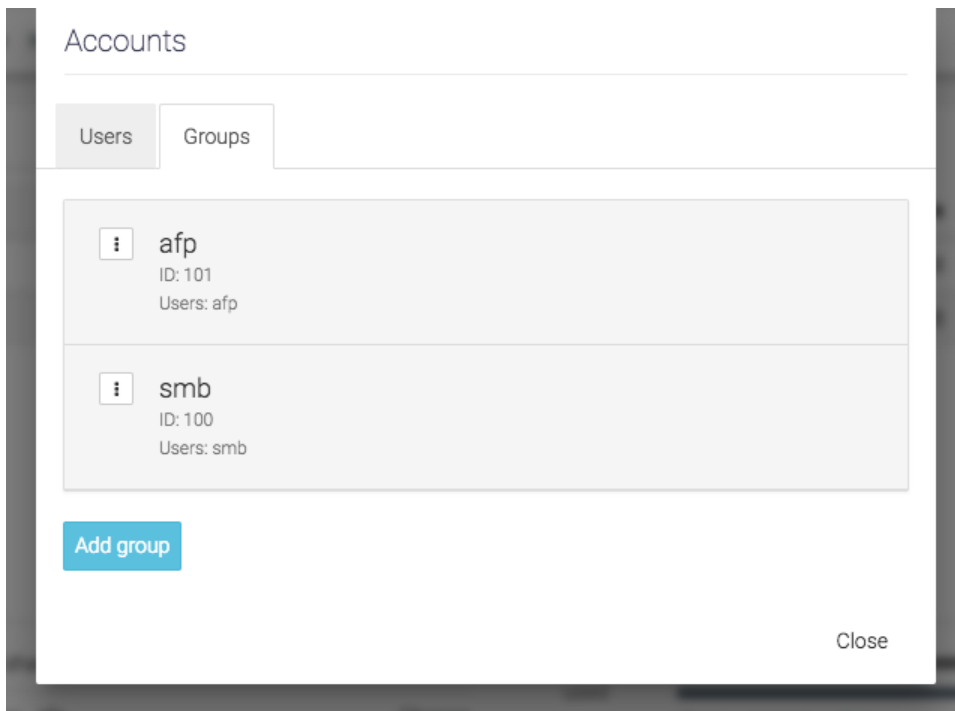 Accounts
Users
Groups
afp
ID: 101
Users: afp
smb
ID: 100
Users: smb
Add group
Close